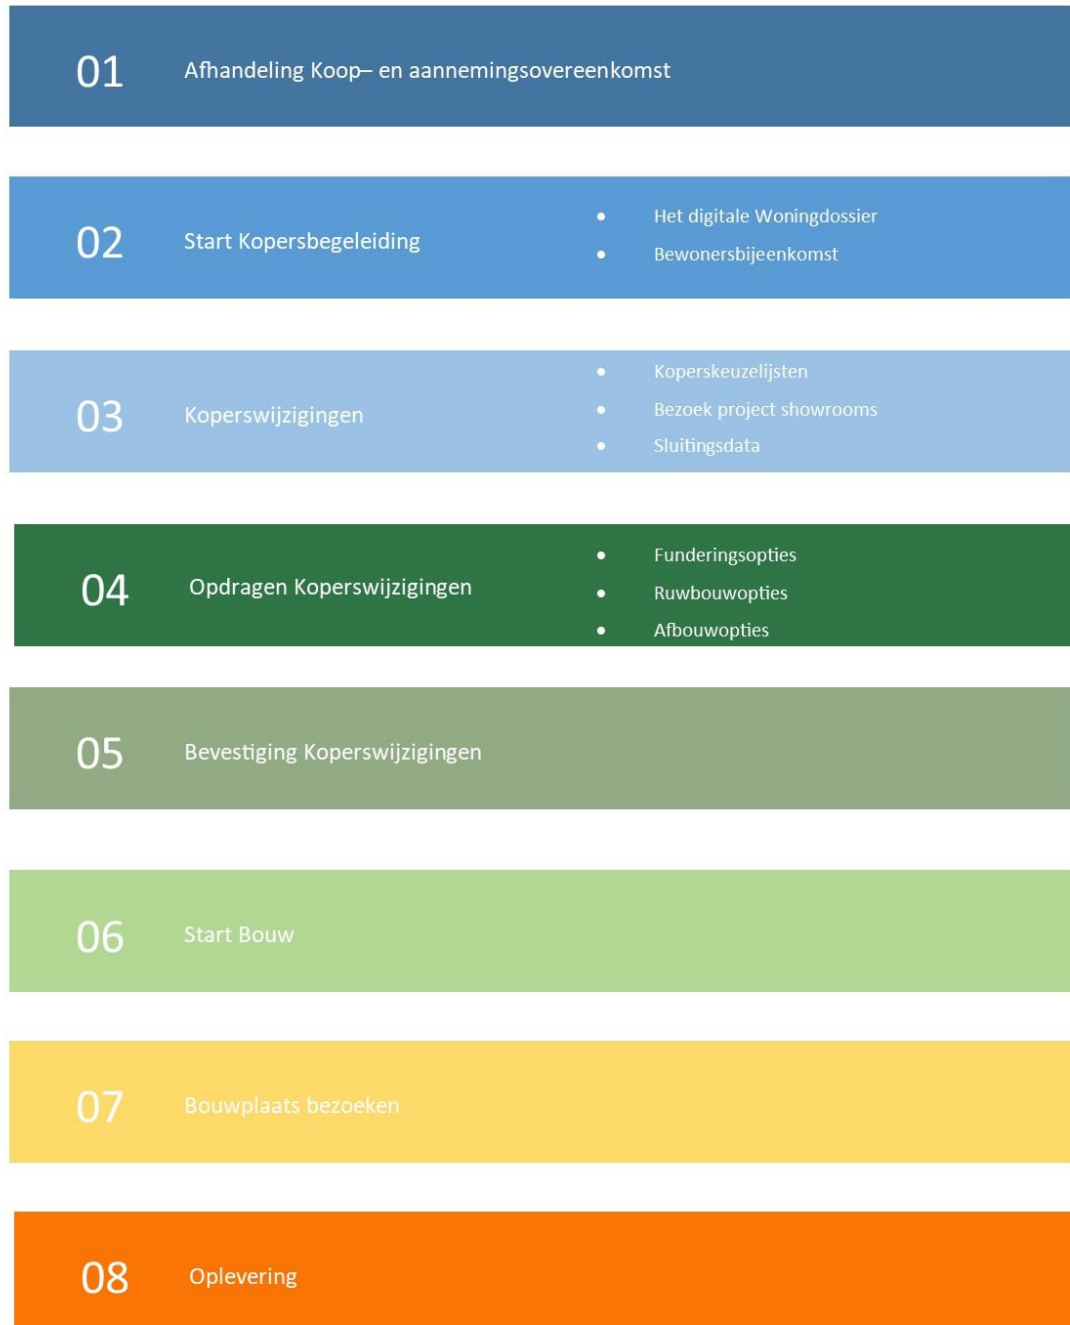 01 Afhandeling Koop– en aannemingsovereenkomst
02 Start Kopersbegeleiding
• Het digitale Woningdossier
• Bewonersbijeenkomst
03 Koperswijzigingen
• Koperskeuzelijsten
• Bezoek project showrooms
• Sluitingsdata
04 Opdragen Koperswijzigingen
• Funderingsopties
• Ruwbouwopties
• Afbouwopties
05 Bevestiging Koperswijzigingen
06 Start Bouw
07 Bouwplaats bezoeken
08 Oplevering